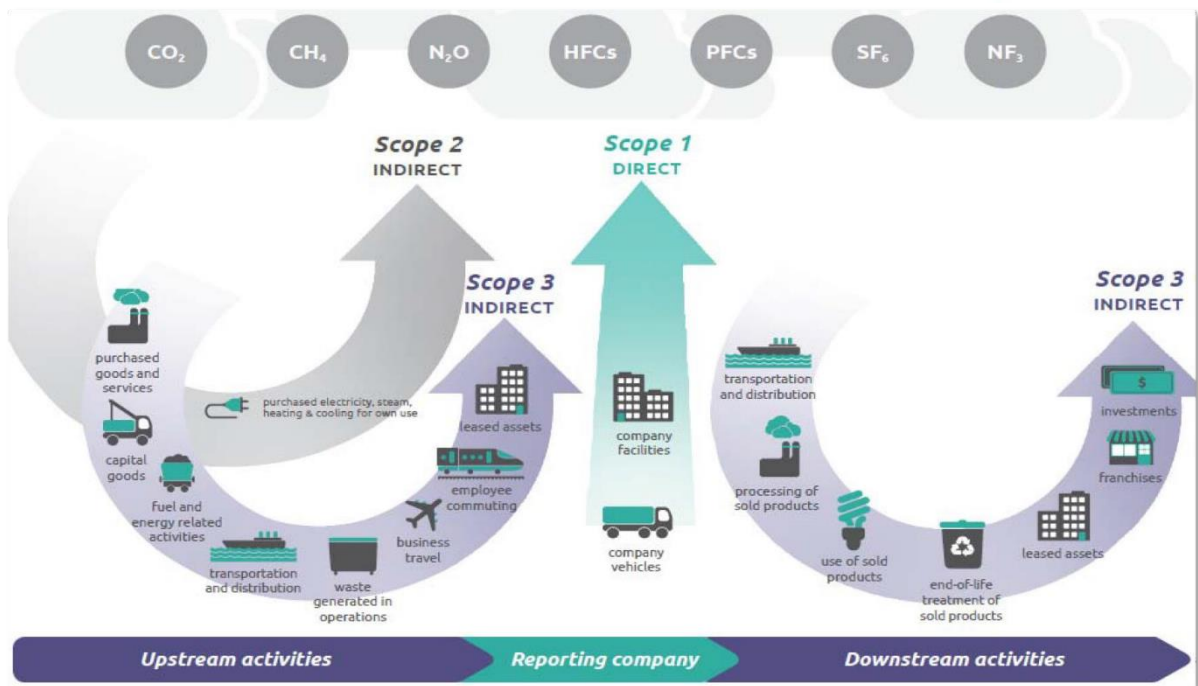 CO₂
CH₄
N₂O
HFCs
PFCs
SF₆
NF₃
Scope 2
INDIRECT
Scope 1
DIRECT
Scope 3
INDIRECT
Scope 3
INDIRECT
purchased
goods and
services
capital
goods
fuel and
energy related
activities
transportation
and distribution
waste
generated in
operations
business
travel
employee
commuting
leased assets
purchased electricity, steam,
heating & cooling for own use
company
facilities
company
vehicles
transportation
and distribution
processing of
sold products
use of sold
products
end-of-life
treatment of
sold products
leased assets
franchises
$
investments
Upstream activities
Reporting company
Downstream activities